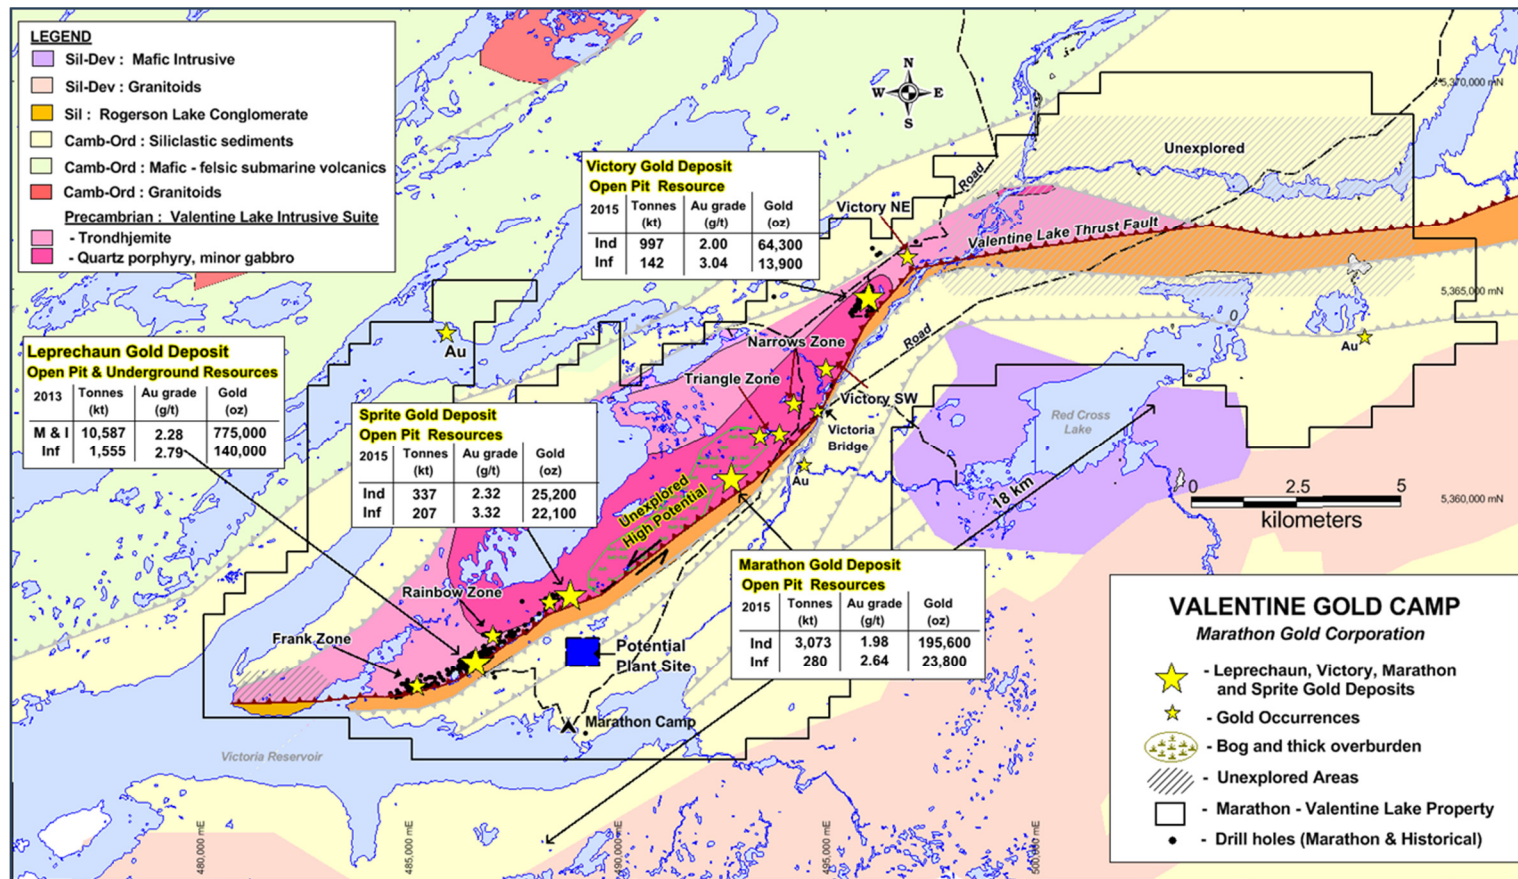 LEGEND
Sil-Dev : Mafic Intrusive
Sil-Dev : Granitoids
Sil : Rogerson Lake Conglomerate
Camb-Ord : Siliclastic sediments
Camb-Ord : Mafic - felsic submarine volcanics
Camb-Ord : Granitoids
Precambrian : Valentine Lake Intrusive Suite
- Trondhjemite
- Quartz porphyry, minor gabbro
N
W E
S
5,370,000 mN
Unexplored
Road
Victory Gold Deposit
Open Pit Resource
2015 Tonnes (kt) Au grade (g/t) Gold (oz)
Ind 997 2.00 64,300
Inf 142 3.04 13,900
Victory NE
Valentine Lake Thrust Fault
5,365,000 mN
0
Au
Au
Road
Narrows Zone
Triangle Zone
Victory SW
Victoria
Bridge
Au
Red Cross
Lake
Leprechaun Gold Deposit
Open Pit & Underground Resources
2013 Tonnes (kt) Au grade (g/t) Gold (oz)
M & I 10,587 2.28 775,000
Inf 1,555 2.79 140,000
Sprite Gold Deposit
Open Pit Resources
2015 Tonnes (kt) Au grade (g/t) Gold (oz)
Ind 337 2.32 25,200
Inf 207 3.32 22,100
Unexplored
High Potential
18 km
0 2.5 5
kilometers
5,360,000 mN
Marathon Gold Deposit
Open Pit Resources
2015 Tonnes (kt) Au grade (g/t) Gold (oz)
Ind 3,073 1.98 195,600
Inf 280 2.64 23,800
Rainbow Zone
Frank Zone
Potential
Plant Site
Marathon Camp
Victoria Reservoir
480,000 mE
485,000 mE
490,000 mE
495,000 mE
VALENTINE GOLD CAMP
Marathon Gold Corporation
- Leprechaun, Victory, Marathon
and Sprite Gold Deposits
- Gold Occurrences
- Bog and thick overburden
- Unexplored Areas
- Marathon - Valentine Lake Property
- Drill holes (Marathon & Historical)